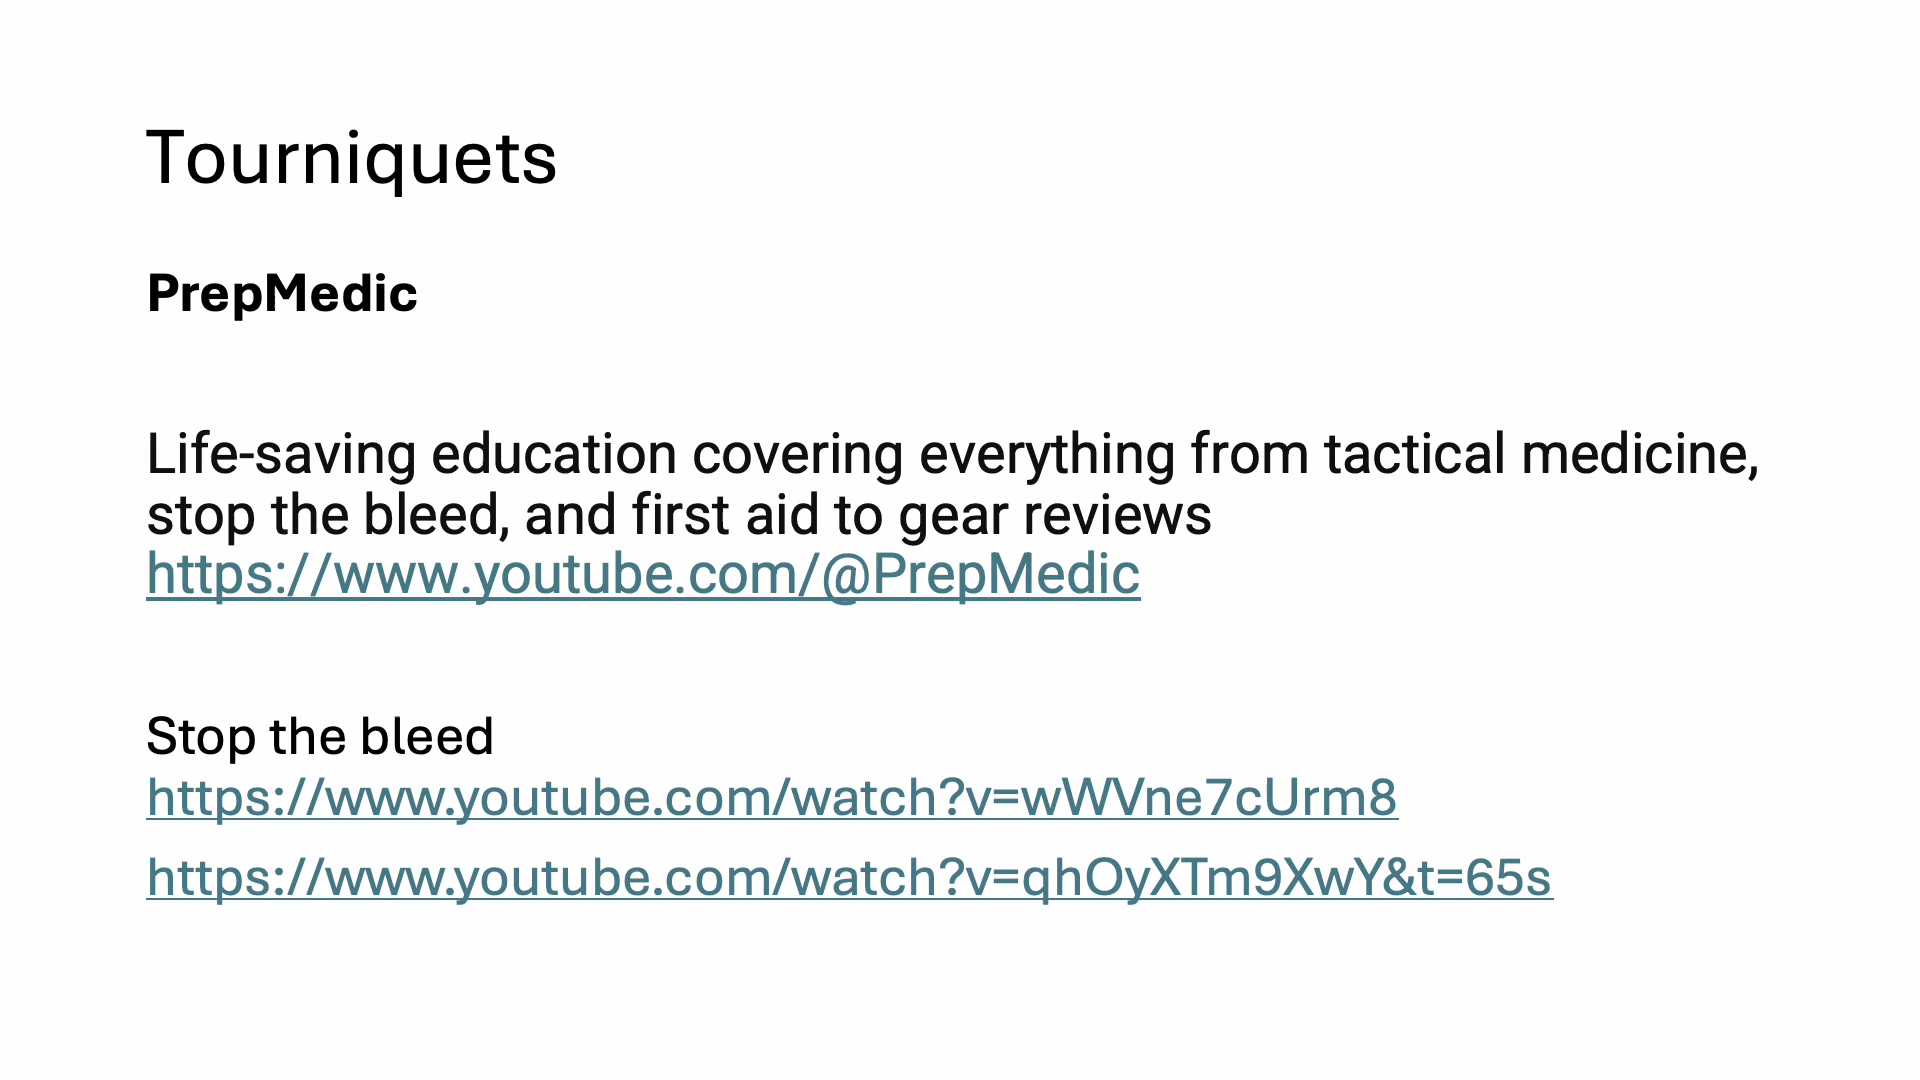 Tourniquets
PrepMedic
Life-saving education covering everything from tactical medicine,
stop the bleed, and first aid to gear reviews
https://www.youtube.com/@PrepMedic
Stop the bleed
https://www.youtube.com/watch?v=wWVne7cUrm8
https://www.youtube.com/watch?v=qhOyXTm9XwY&t=65s